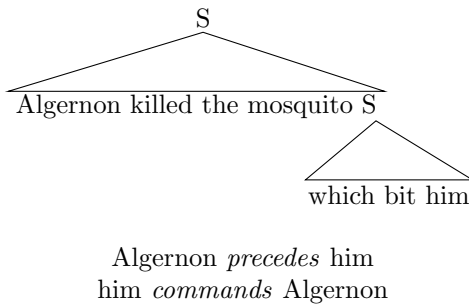 S
Algernon killed the mosquito S
which bit him
Algernon precedes him
him commands Algernon